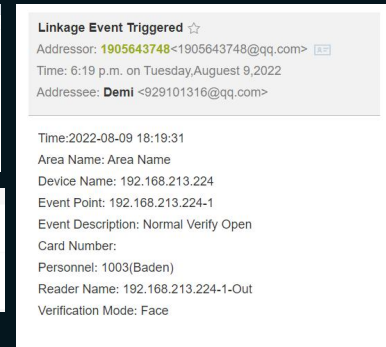 Linkage Event Triggered ☆
Addressor: 1905643748<1905643748@qq.com>
Time: 6:19 p.m. on Tuesday,Auguest 9,2022
Addressee: Demi <929101316@qq.com>
Time:2022-08-09 18:19:31
Area Name: Area Name
Device Name: 192.168.213.224
Event Point: 192.168.213.224-1
Event Description: Normal Verify Open
Card Number:
Personnel: 1003(Baden)
Reader Name: 192.168.213.224-1-Out
Verification Mode: Face